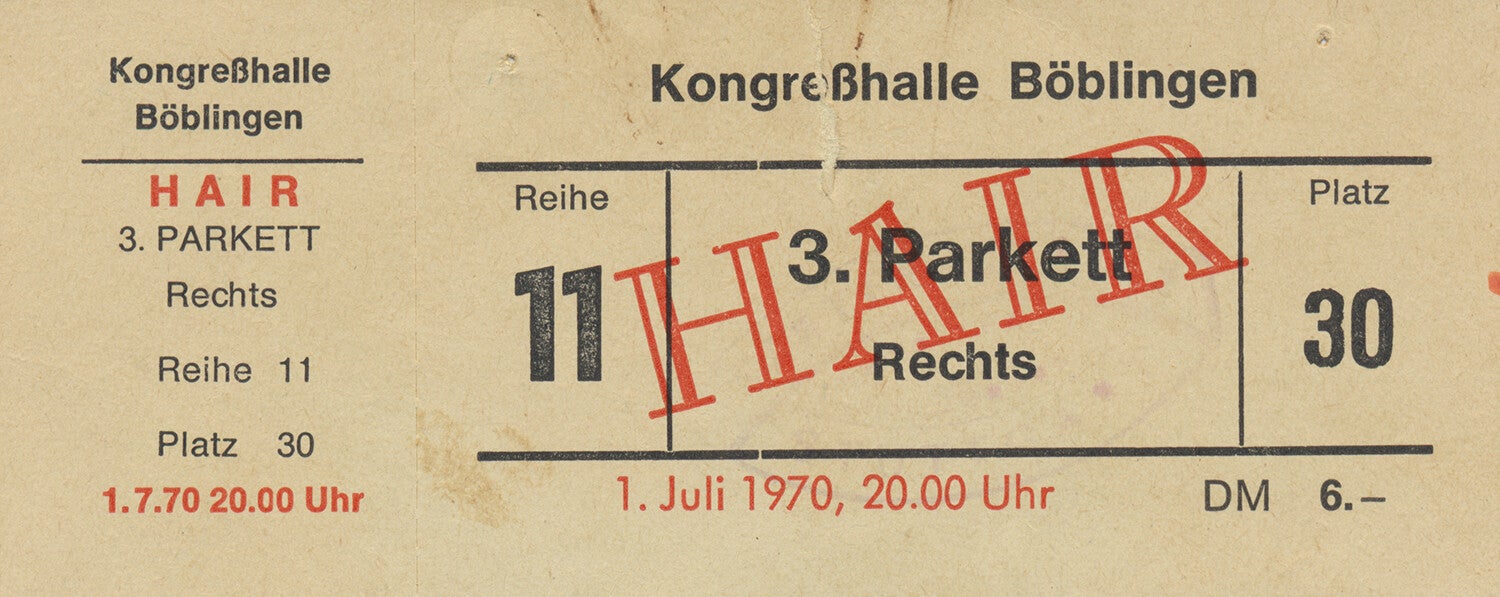 Kongreßhalle
Böblingen
HAIR
3. PARKETT
Rechts
Reihe 11
Platz 30
1.7.70 20.00 Uhr
Kongreßhalle Böblingen
Reihe
11
HAIR
3. Parkett
Rechts
Platz
30
1. Juli 1970, 20.00 Uhr
DM 6.–